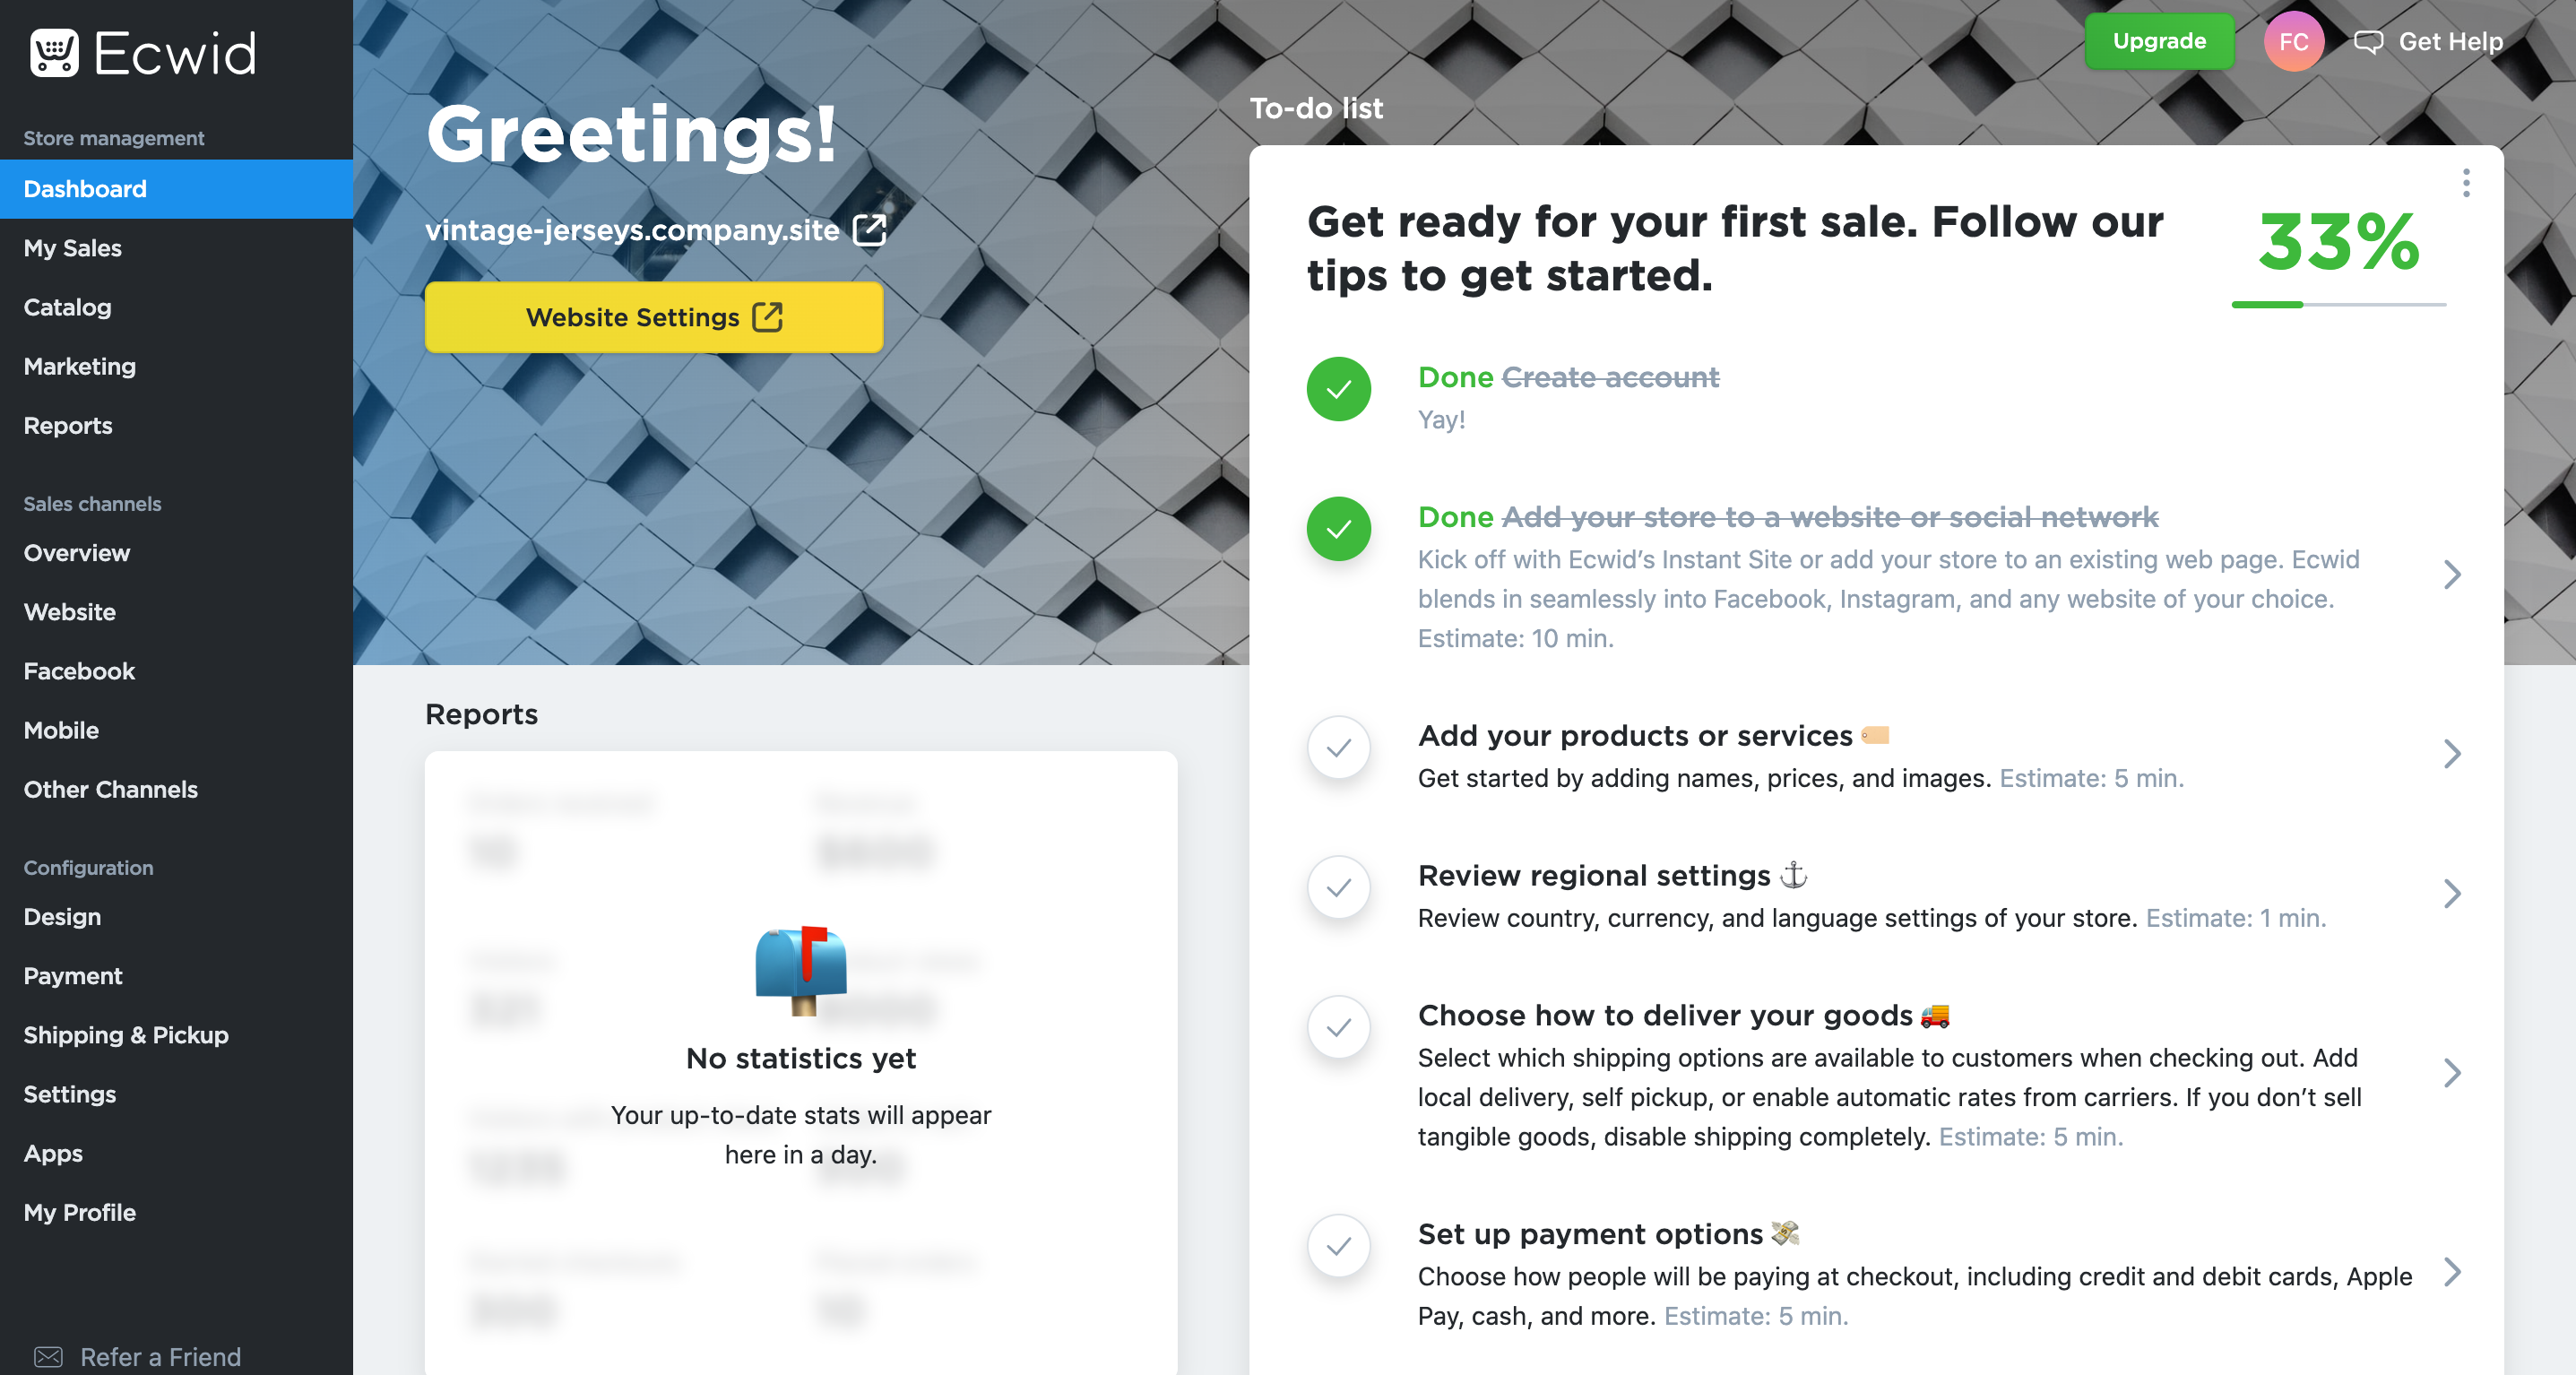 Ecwid
Store management
Dashboard
My Sales
Catalog
Marketing
Reports
Sales channels
Overview
Website
Facebook
Mobile
Other Channels
Configuration
Design
Payment
Shipping & Pickup
Settings
Apps
My Profile
Refer a Friend
Upgrade
FC
Get Help
Greetings!
vintage-jerseys.company.site
Website Settings
Reports
No statistics yet
Your up-to-date stats will appear
here in a day.
To-do list
Get ready for your first sale. Follow our
tips to get started.
33%
Done Create account
Yay!
Done Add your store to a website or social network
Kick off with Ecwid’s Instant Site or add your store to an existing web page. Ecwid
blends in seamlessly into Facebook, Instagram, and any website of your choice.
Estimate: 10 min.
Add your products or services
Get started by adding names, prices, and images. Estimate: 5 min.
Review regional settings
Review country, currency, and language settings of your store. Estimate: 1 min.
Choose how to deliver your goods
Select which shipping options are available to customers when checking out. Add
local delivery, self pickup, or enable automatic rates from carriers. If you don’t sell
tangible goods, disable shipping completely. Estimate: 5 min.
Set up payment options
Choose how people will be paying at checkout, including credit and debit cards, Apple
Pay, cash, and more. Estimate: 5 min.